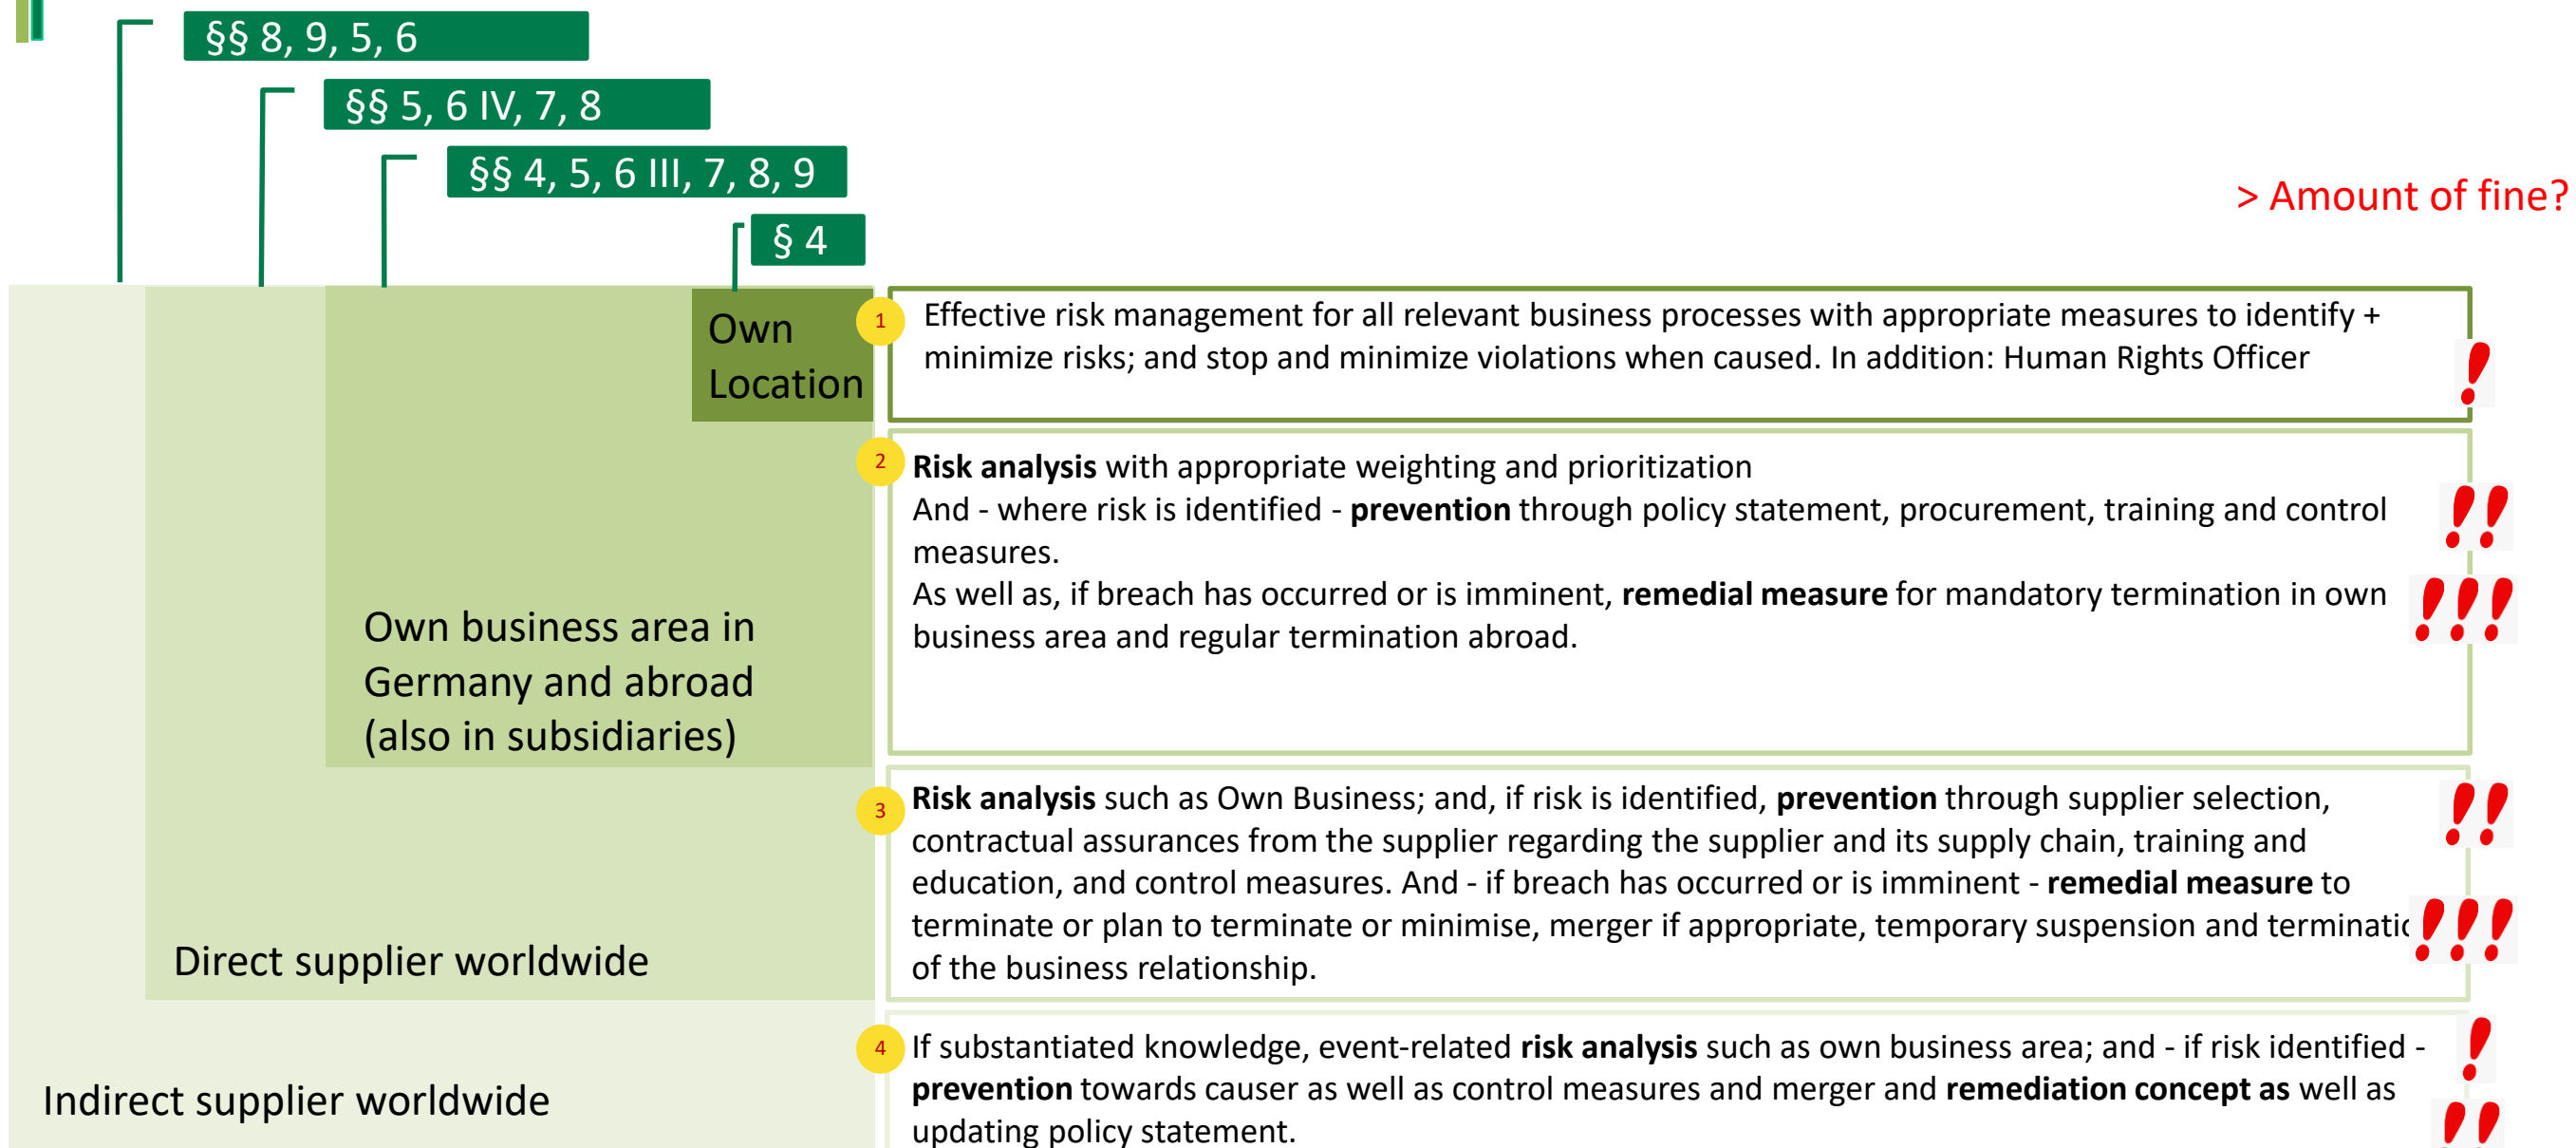 §§ 8, 9, 5, 6
§§ 5, 6 IV, 7, 8
§§ 4, 5, 6 III, 7, 8, 9
§ 4
> Amount of fine?
Own
Location
1
Effective risk management for all relevant business processes with appropriate measures to identify +
minimize risks; and stop and minimize violations when caused. In addition: Human Rights Officer
!
Own business area in
Germany and abroad
(also in subsidiaries)
2
Risk analysis with appropriate weighting and prioritization
And - where risk is identified - prevention through policy statement, procurement, training and control
measures.
As well as, if breach has occurred or is imminent, remedial measure for mandatory termination in own
business area and regular termination abroad.
!!
!!!
Direct supplier worldwide
3
Risk analysis such as Own Business; and, if risk is identified, prevention through supplier selection,
contractual assurances from the supplier regarding the supplier and its supply chain, training and
education, and control measures. And - if breach has occurred or is imminent - remedial measure to
terminate or plan to terminate or minimise, merger if appropriate, temporary suspension and terminatic
of the business relationship.
!!
!!!
Indirect supplier worldwide
4
If substantiated knowledge, event-related risk analysis such as own business area; and - if risk identified -
prevention towards causer as well as control measures and merger and remediation concept as well as
updating policy statement.
!
!!